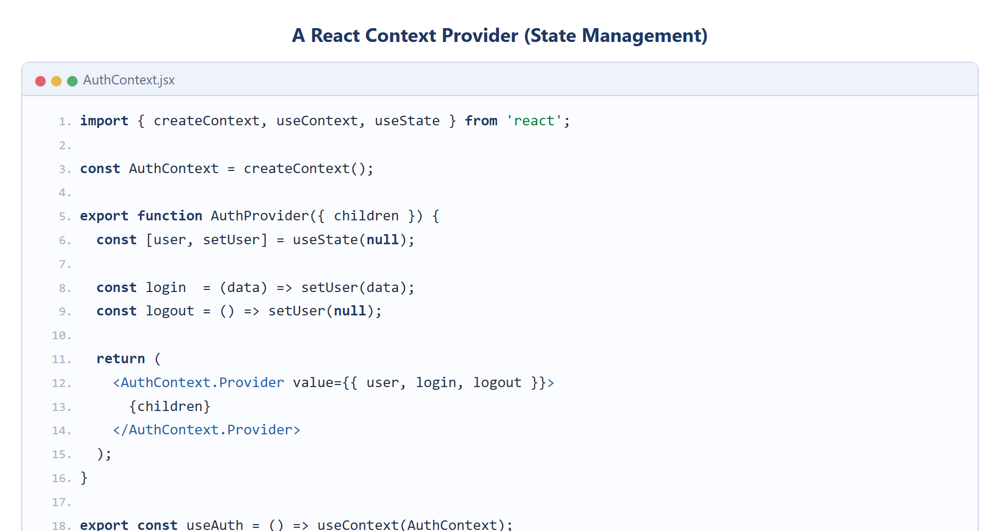 A React Context Provider (State Management)
AuthContext.jsx
1. import { createContext, useContext, useState } from 'react';
2.
3. const AuthContext = createContext();
4.
5. export function AuthProvider({ children }) {
6.   const [user, setUser] = useState(null);
7.
8.   const login  = (data) => setUser(data);
9.   const logout = () => setUser(null);
10.
11.   return (
12.     <AuthContext.Provider value={{ user, login, logout }}>
13.       {children}
14.     </AuthContext.Provider>
15.   );
16. }
17.
18. export const useAuth = () => useContext(AuthContext);